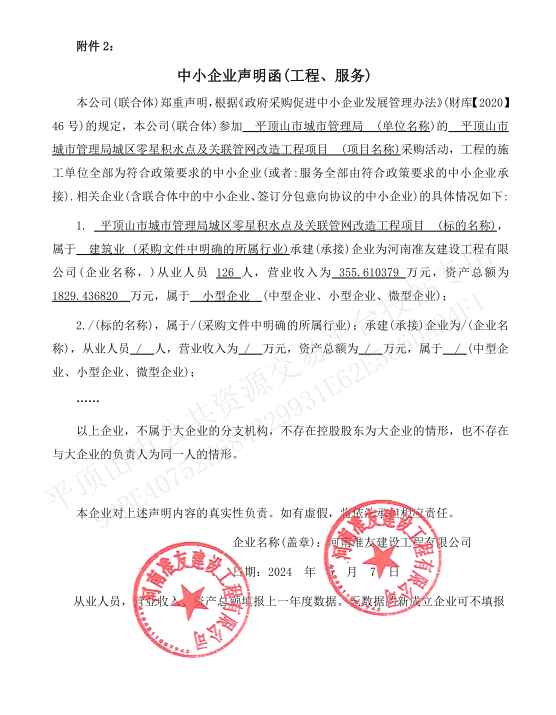 附件 2：
中小企业声明函(工程、服务)
本公司(联合体)郑重声明,根据《政府采购促进中小企业发展管理办法》(财库【2020】
46 号)的规定，本公司(联合体)参加 平顶山市城市管理局 (单位名称)的 平顶山市
城市管理局城区零星积水点及关联管网改造工程项目 (项目名称)采购活动，工程的施
工单位全部为符合政策要求的中小企业(或者:服务全部由符合政策要求的中小企业承
接).相关企业(含联合体中的中小企业、签订分包意向协议的中小企业)的具体情况如下:
1. 平顶山市城市管理局城区零星积水点及关联管网改造工程项目 (标的名称)，
属于 建筑业 (采购文件中明确的所属行业)承建(承接)企业为河南淮友建设工程有限
公司(企业名称, )从业人员 126 人，营业收入为 355.610379 万元，资产总额为
1829.436820 万元，属于 小型企业 (中型企业、小型企业、微型企业)；
2./(标的名称)，属于/(采购文件中明确的所属行业)；承建(承接)企业为/(企业名
称)，从业人员 / 人，营业收入为 / 万元，资产总额为 / 万元，属于 / (中型企
业、小型企业、微型企业)；
……
以上企业，不属于大企业的分支机构，不存在控股股东为大企业的情形，也不存在
与大企业的负责人为同一人的情形。
本企业对上述声明内容的真实性负责。如有虚假，将依法承担相应责任。
企业名称(盖章)：河南淮友建设工程有限公司
日期：2024 年 月 7 日
从业人员，营业收入、资产总额填报上一年度数据。无数据的新成立企业可不填报
河南淮友建设工程有限公司
河南淮友建设工程有限公司